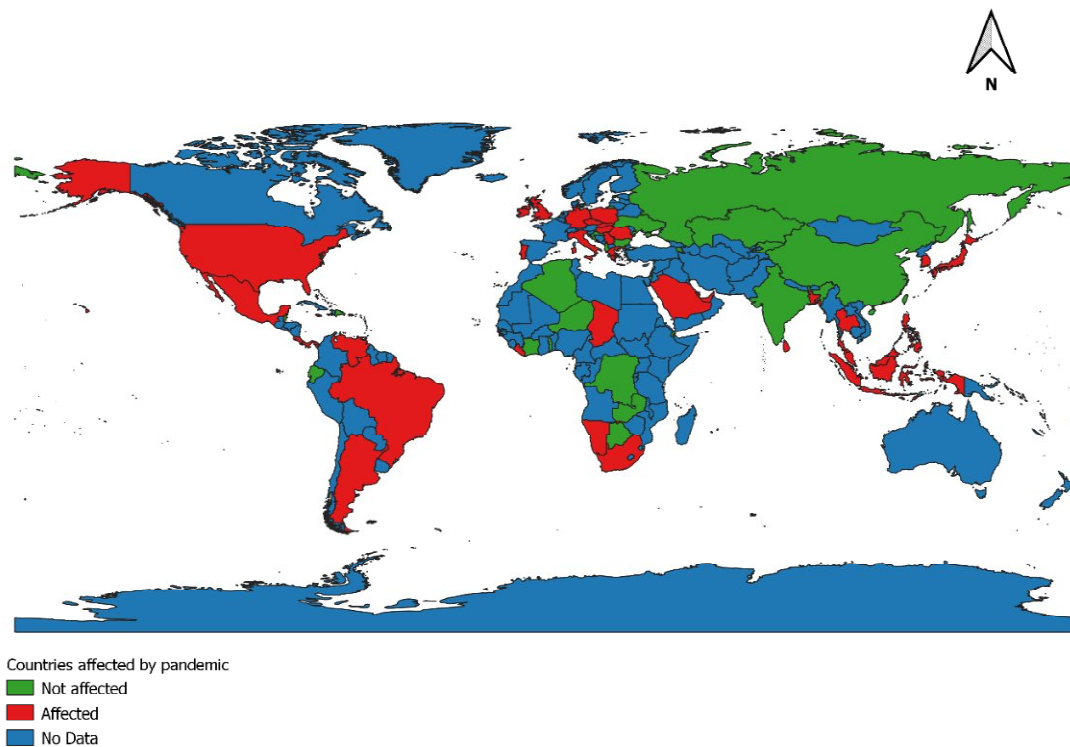 N
Countries affected by pandemic
Not affected
Affected
No Data